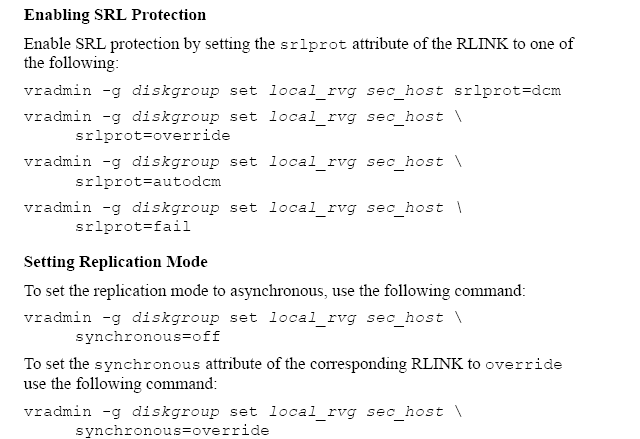 Enabling SRL Protection
Enable SRL protection by setting the srlprot attribute of the RLINK to one of
the following:
vradmin -g diskgroup set local_rvg sec_host srlprot=dcm
vradmin -g diskgroup set local_rvg sec_host \
srlprot=override
vradmin -g diskgroup set local_rvg sec_host \
srlprot=autodcm
vradmin -g diskgroup set local_rvg sec_host \
srlprot=fail
Setting Replication Mode
To set the replication mode to asynchronous, use the following command:
vradmin -g diskgroup set local_rvg sec_host \
synchronous=off
To set the synchronous attribute of the corresponding RLINK to override
use the following command:
vradmin -g diskgroup set local_rvg sec_host \
synchronous=override